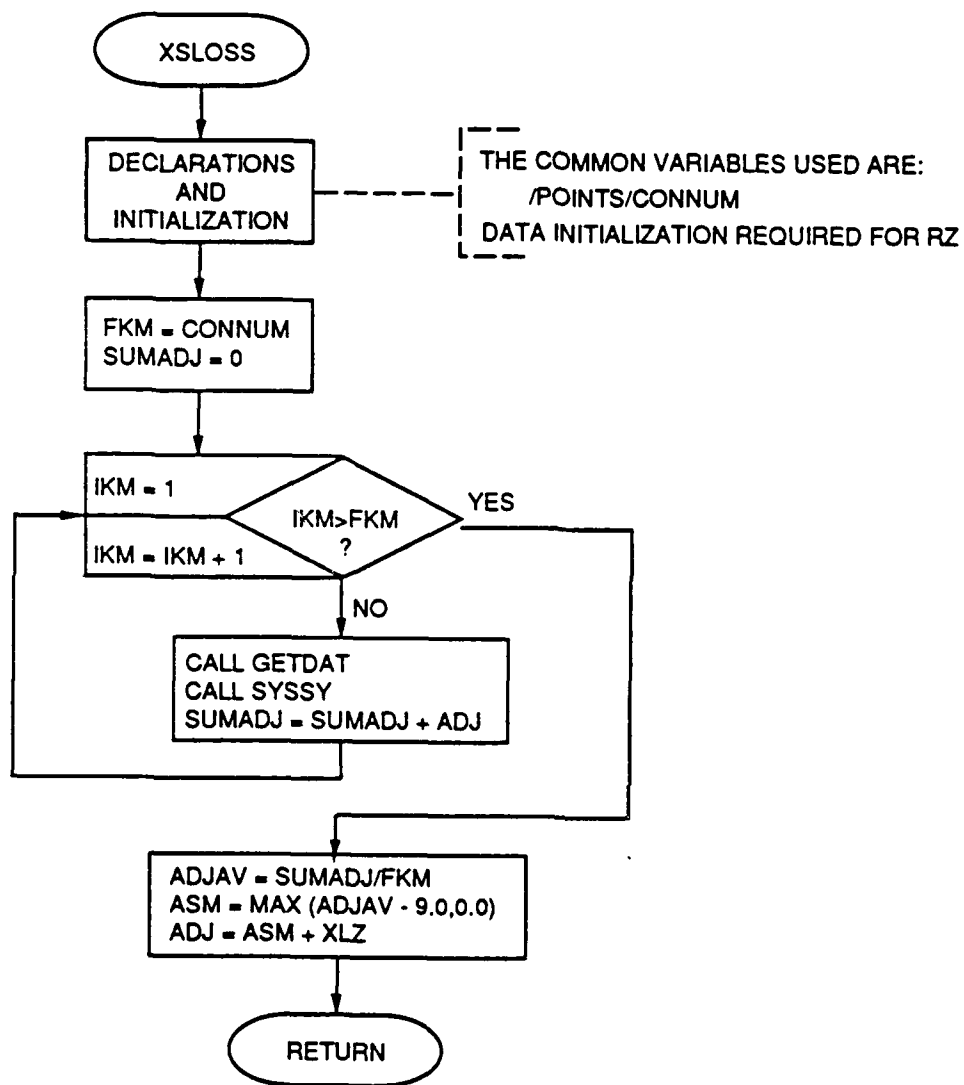 XSLOSS
DECLARATIONS
AND
INITIALIZATION
THE COMMON VARIABLES USED ARE:
/POINTS/CONNUM
DATA INITIALIZATION REQUIRED FOR RZ
FKM = CONNUM
SUMADJ = 0
IKM = 1
IKM>FKM
?
YES
IKM = IKM + 1
NO
CALL GETDAT
CALL SYSSY
SUMADJ = SUMADJ + ADJ
ADJAV = SUMADJ/FKM
ASM = MAX (ADJAV - 9.0,0.0)
ADJ = ASM + XLZ
RETURN